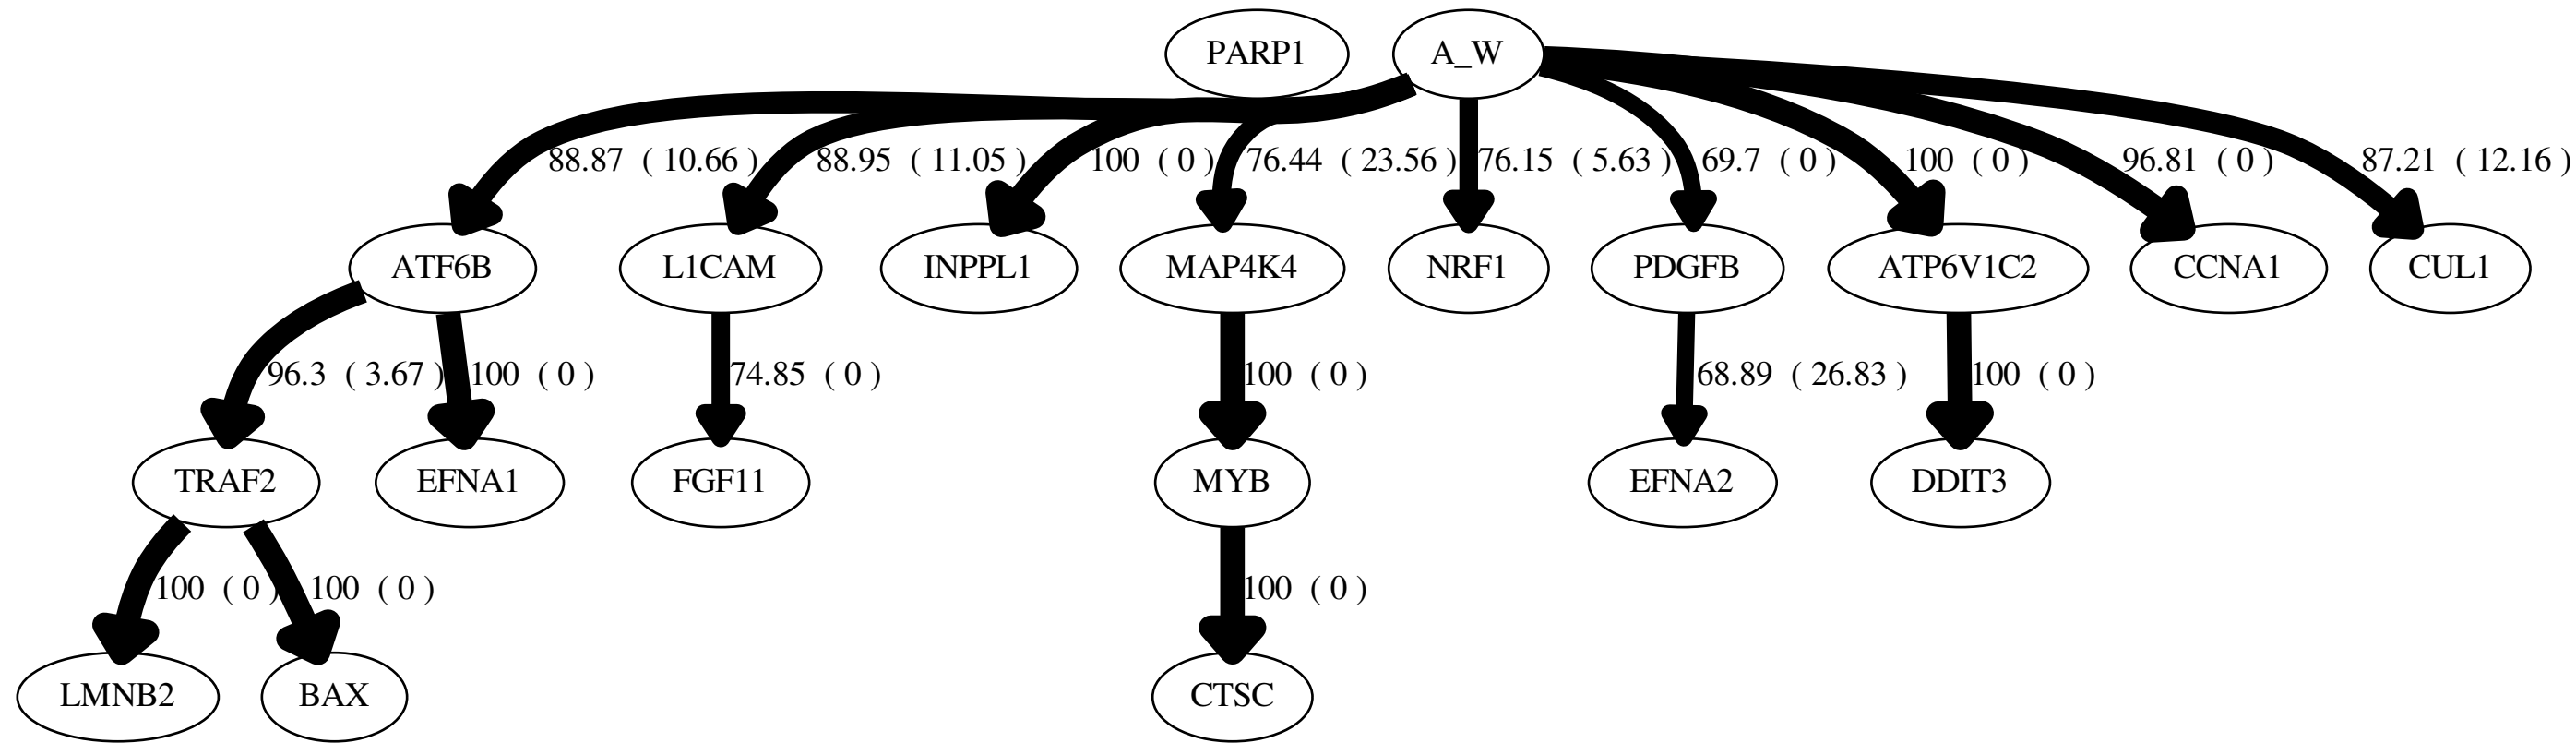 PARP1 A_W
88.87 ( 10.66 ) 88.95 ( 11.05 ) 100 ( 0 ) 76.44 ( 23.56 ) 76.15 ( 5.63 ) 69.7 ( 0 ) 100 ( 0 ) 96.81 ( 0 ) 87.21 ( 12.16 )
ATF6B L1CAM INPPL1 MAP4K4 NRF1 PDGFB ATP6V1C2 CCNA1 CUL1
96.3 ( 3.67 ) 100 ( 0 ) 74.85 ( 0 ) 100 ( 0 ) 68.89 ( 26.83 ) 100 ( 0 )
TRAF2 EFNA1 FGF11 MYB EFNA2 DDIT3
100 ( 0 ) 100 ( 0 ) 100 ( 0 )
LMNB2 BAX CTSC